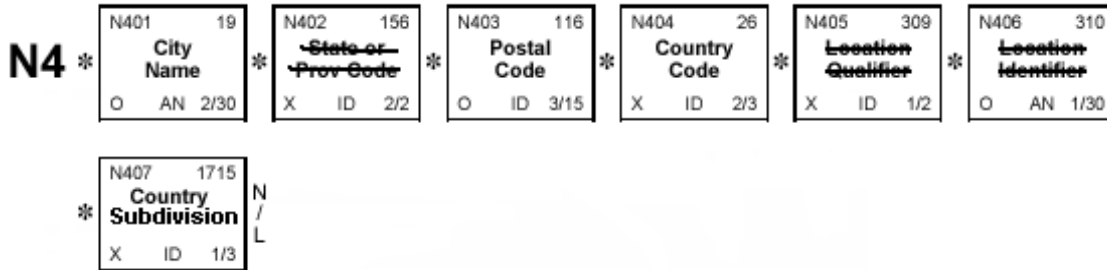 N401 19 N402 156 N403 116 N404 26 N405 309 N406 310
N4 * City Name * State or Prov Code * Postal Code * Country Code * Location Qualifier * Location Identifier
O AN 2/30 X ID 2/2 O ID 3/15 X ID 2/3 X ID 1/2 O AN 1/30
N407 1715
* Country Subdivision N/L
X ID 1/3